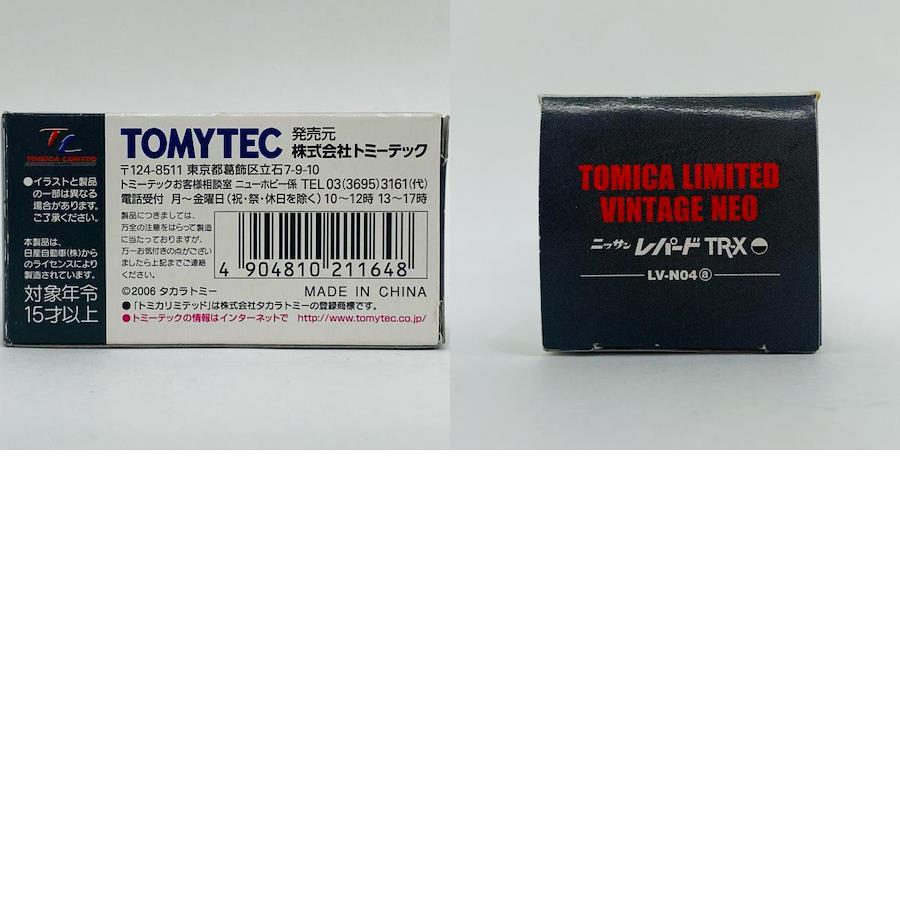 TOMICA LIMITED
●イラストと製品
の一部は異なる
場合があります。
ご了承ください。
本製品は、
日産自動車(株)から
のライセンスにより
製造されています。
対象年令
15才以上
TOMYTEC
発売元
株式会社トミーテック
〒124-8511 東京都葛飾区立石7-9-10
トミーテックお客様相談室 ニューホビー係 TEL 03(3695)3161(代)
電話受付 月〜金曜日(祝・祭・休日を除く)10〜12時 13〜17時
製品につきましては、
万全の注意をはらって製造
に当たっておりますが、
万一お気付きの点がござい
ましたら上記までご連絡
ください。
4 904810 211648
©2006 タカラトミー
MADE IN CHINA
●「トミカリミテッド」は株式会社タカラトミーの登録商標です。
●トミーテックの情報はインターネットで http://www.tomytec.co.jp/
TOMICA LIMITED
VINTAGE NEO
ニッサン レパード TR-X
LV-N04ⓐ